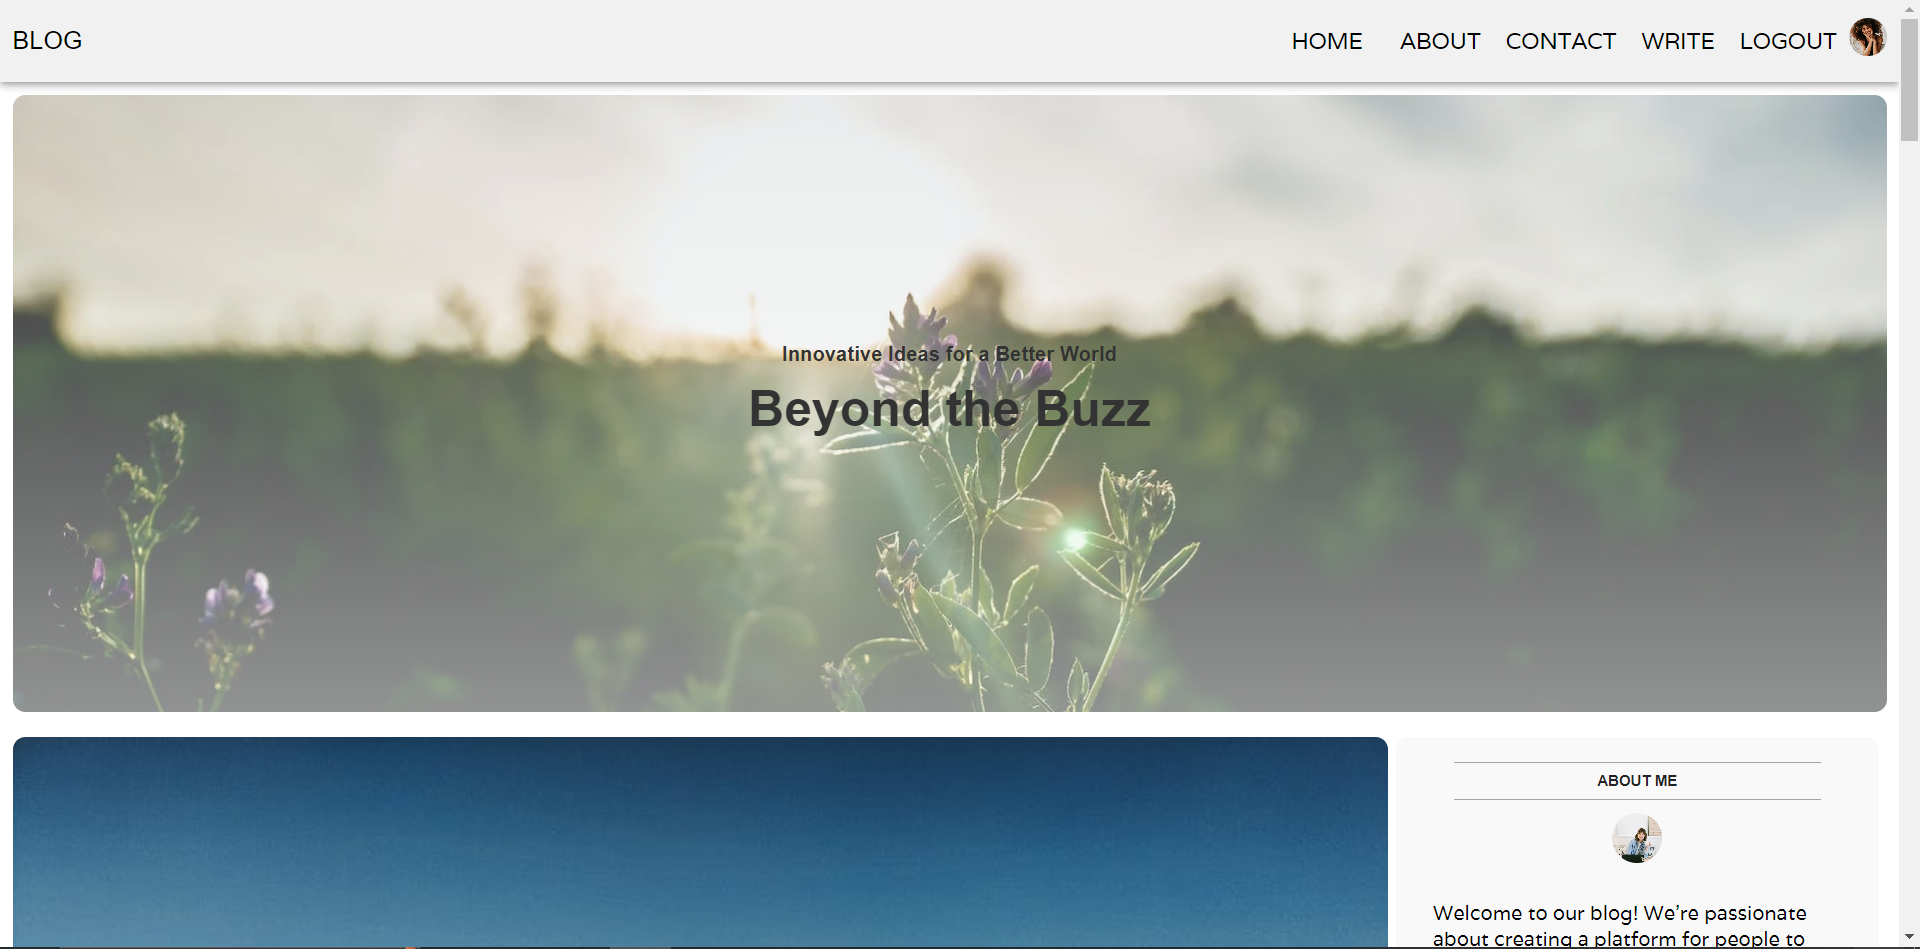 BLOG
HOME ABOUT CONTACT WRITE LOGOUT
Innovative Ideas for a Better World
Beyond the Buzz
ABOUT ME
Welcome to our blog! We're passionate
about creating a platform for people to